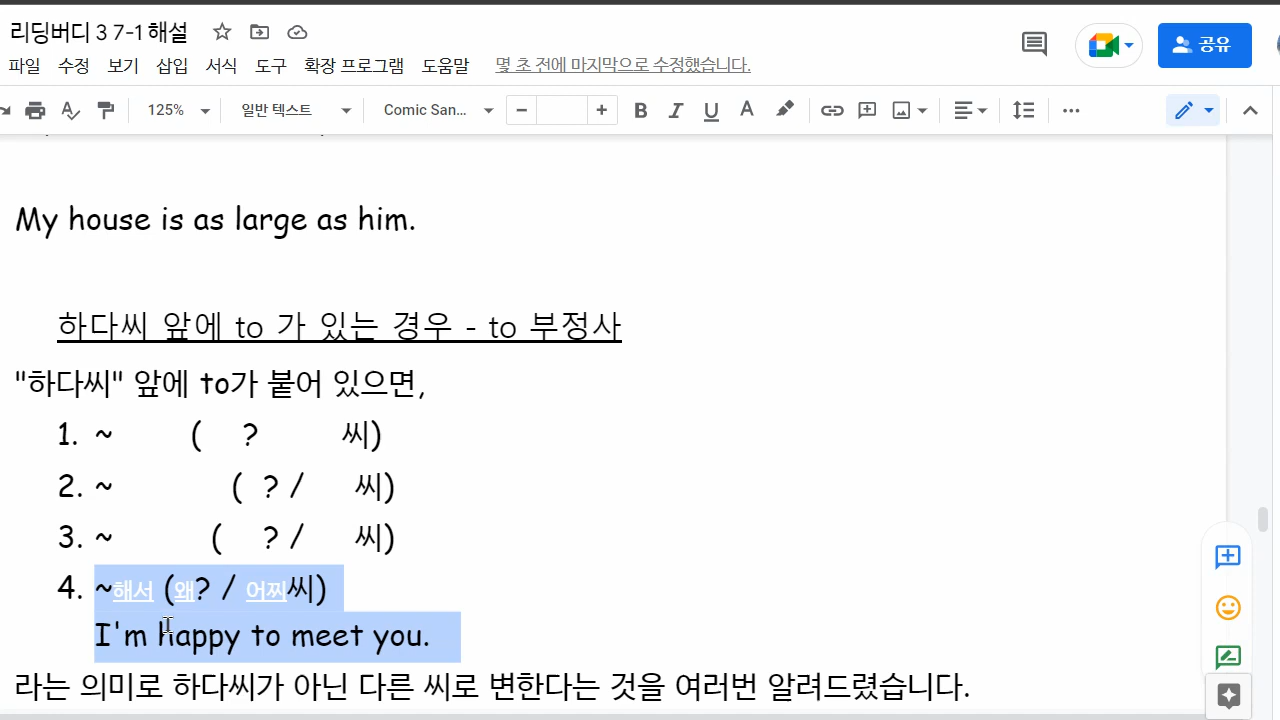 리딩버디 3 7-1 해설
파일 수정 보기 삽입 서식 도구 확장 프로그램 도움말 몇 초 전에 마지막으로 수정했습니다.
공유
125% 일반 텍스트 Comic San... − + B I U A
My house is as large as him.
하다씨 앞에 to 가 있는 경우 - to 부정사
"하다씨" 앞에 to가 붙어 있으면,
1. ~ ( ? 씨)
2. ~ ( ? / 씨)
3. ~ ( ? / 씨)
4. ~해서 (왜? / 어찌씨)
I'm happy to meet you.
라는 의미로 하다씨가 아닌 다른 씨로 변한다는 것을 여러번 알려드렸습니다.